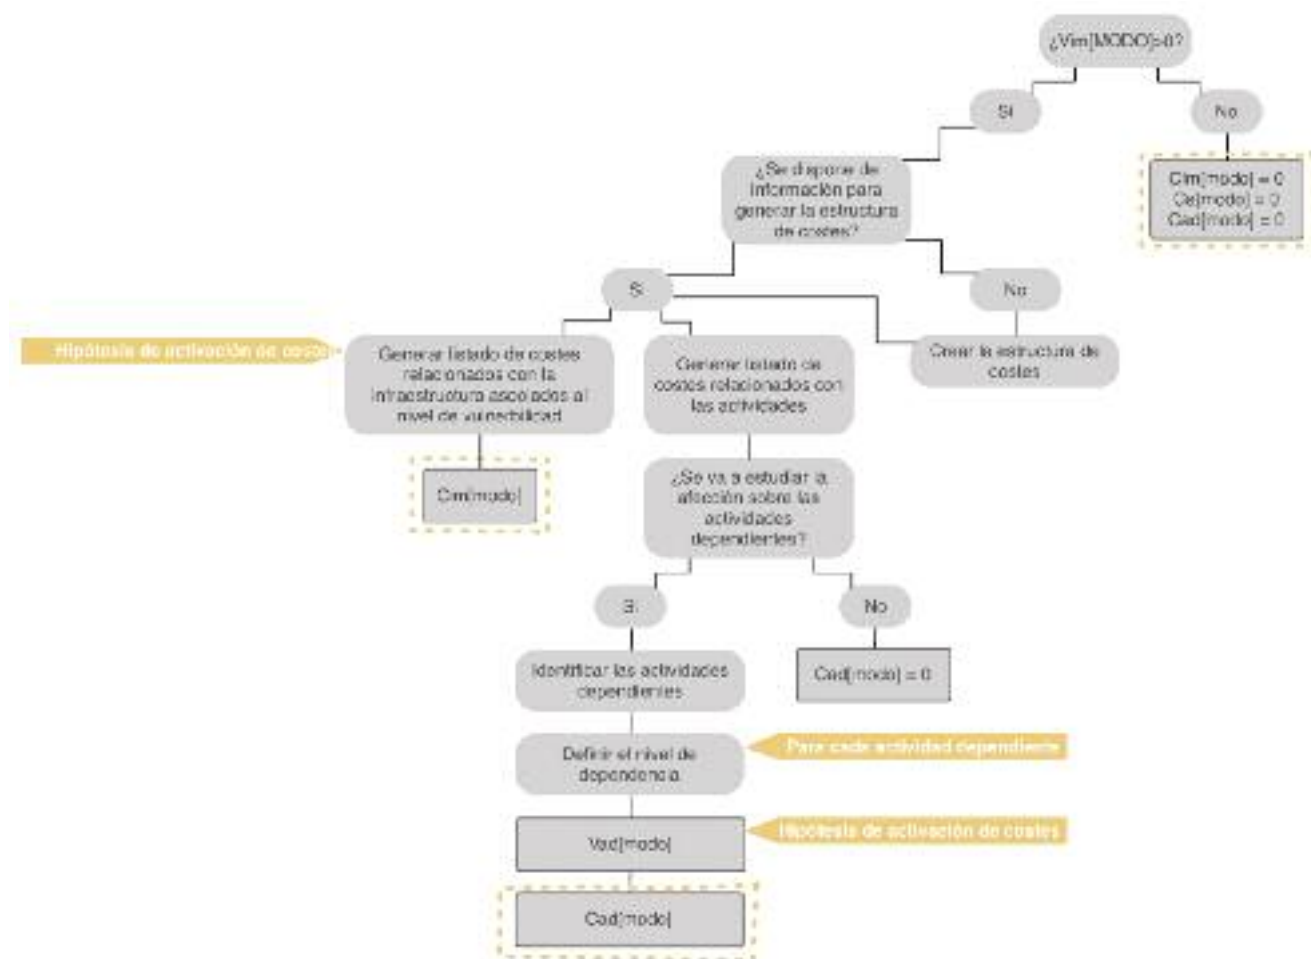 ¿Vim[MODO]>0?
Si
No
¿Se dispone de
información para
generar la estructura
de costes?
Cim[modo] = 0
Ce[modo] = 0
Cad[modo] = 0
Si
No
Hipótesis de activación de costes
Generar listado de costes
relacionados con la
infraestructura asociados al
nivel de vulnerbilidad
Generar listado de
costes relacionados con
las actividades
Crear la estructura de
costes
Cim[modo]
¿Se va a estudiar la
afección sobre las
actividades
dependientes?
Si
No
Identificar las actividades
dependientes
Cad[modo] = 0
Definir el nivel de
dependencia
Para cada actividad dependiente
Vad[modo]
Hipótesis de activación de costes
Cad[modo]